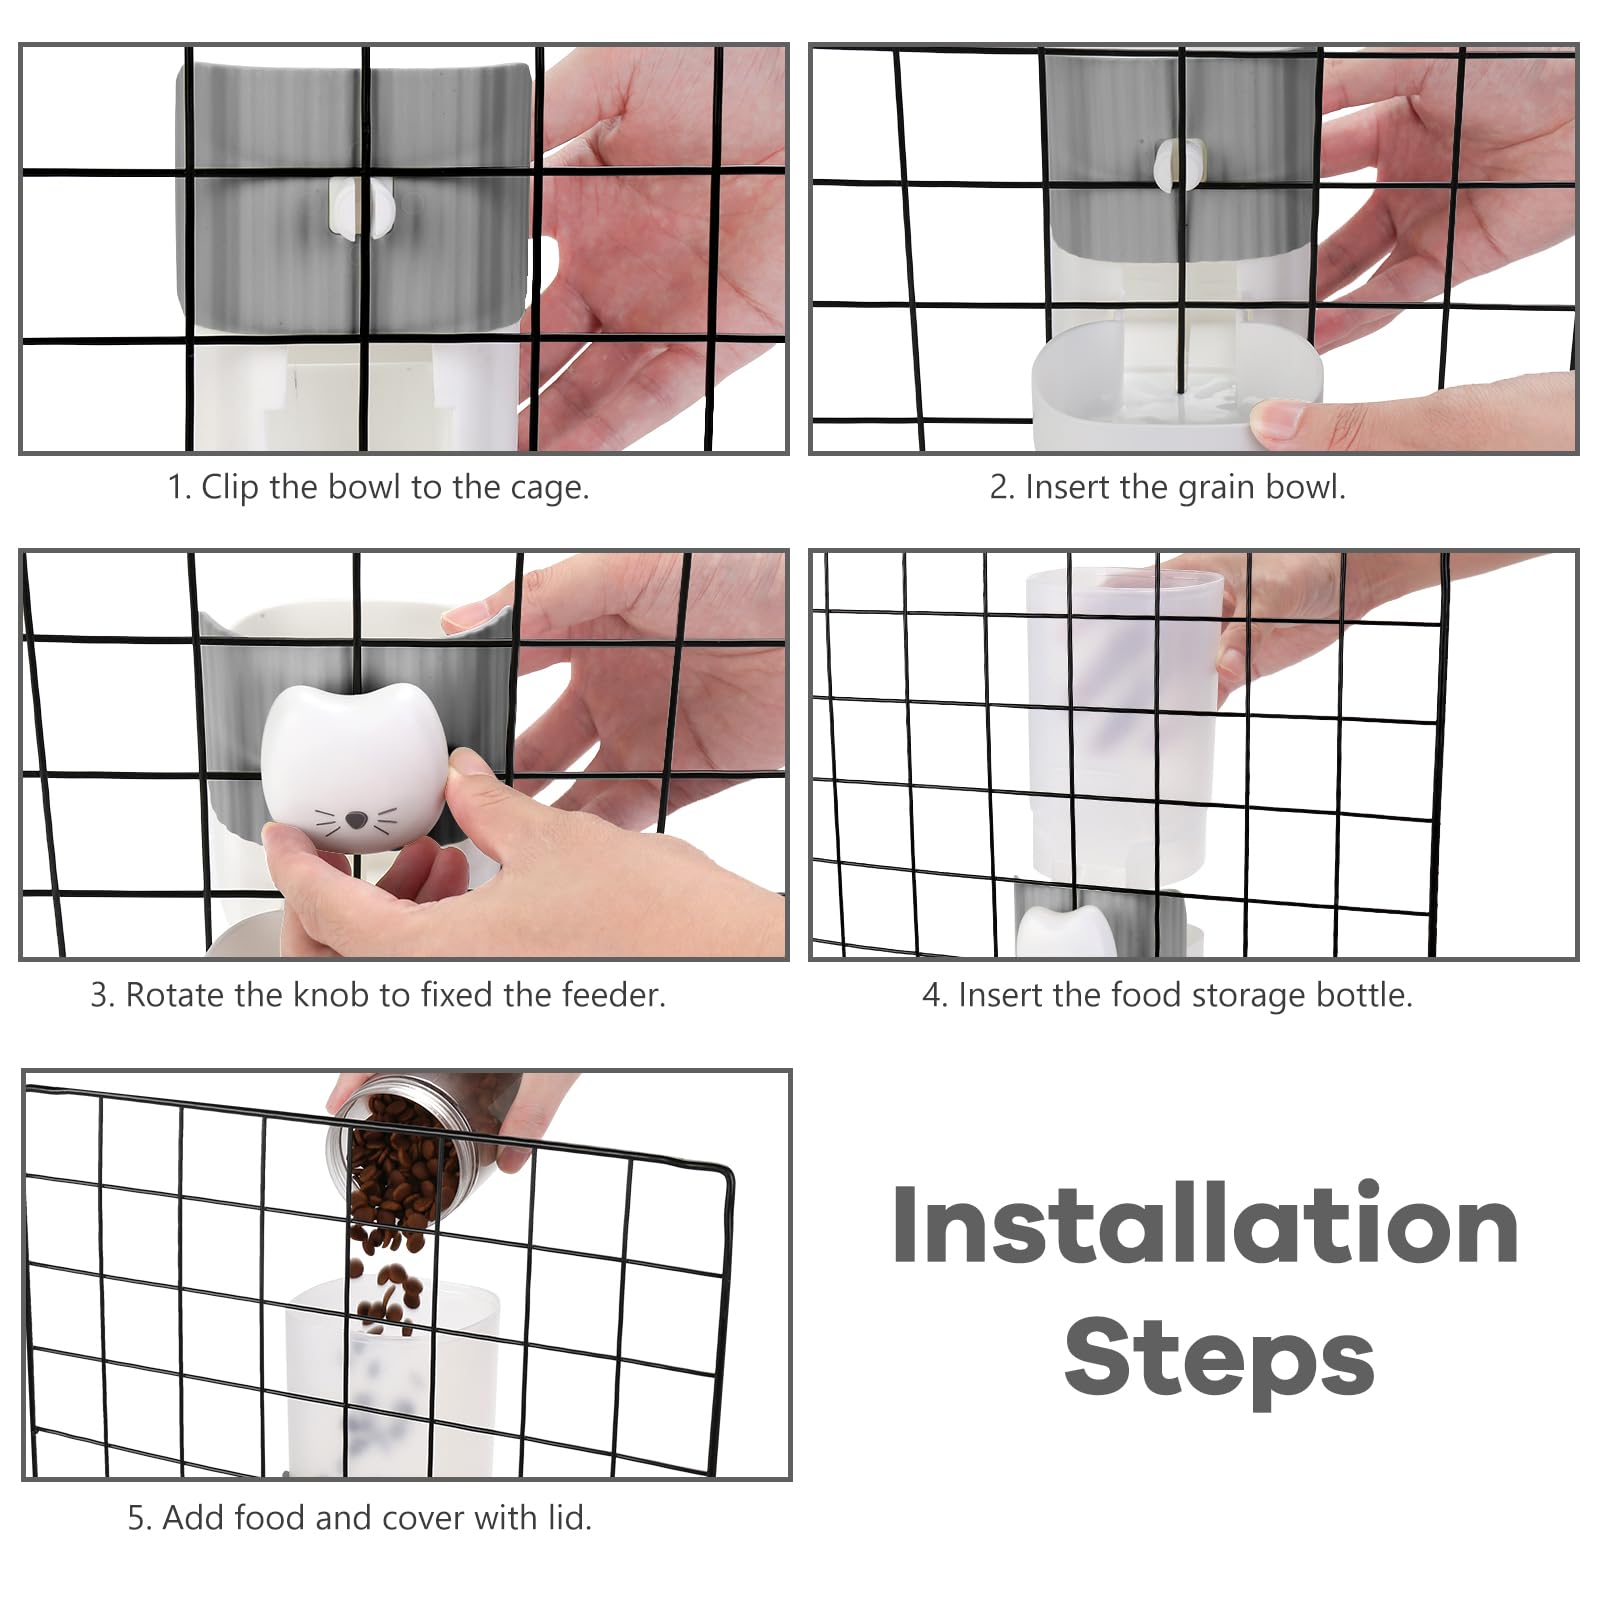 1. Clip the bowl to the cage.
2. Insert the grain bowl.
3. Rotate the knob to fixed the feeder.
4. Insert the food storage bottle.
5. Add food and cover with lid.
Installation
Steps